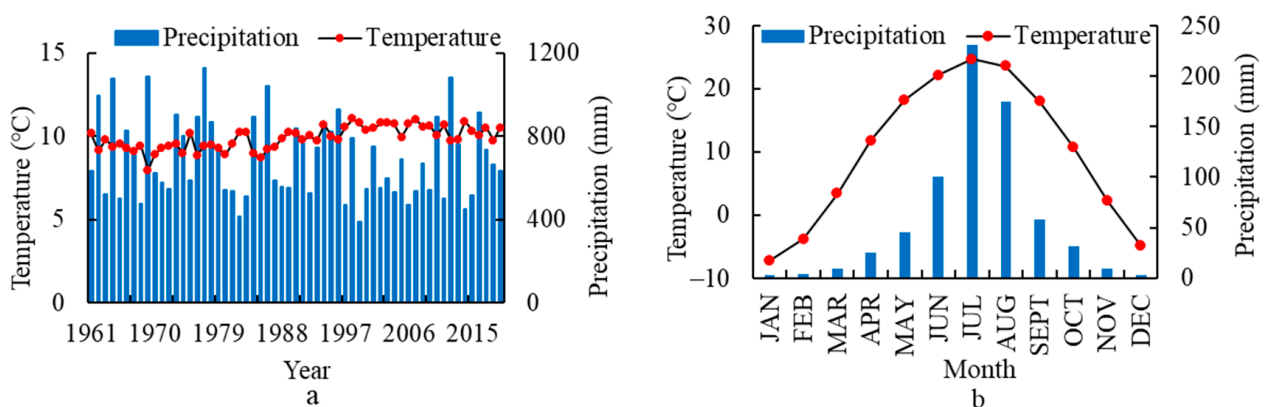 Precipitation Temperature
Temperature (°C)
15
10
5
0
1200
800
400
0
Precipitation (mm)
1961 1970 1979 1988 1997 2006 2015
Year
a
Precipitation Temperature
Temperature (°C)
30
20
10
0
–10
250
200
150
100
50
0
Precipitation (mm)
JAN FEB MAR APR MAY JUN JUL AUG SEPT OCT NOV DEC
Month
b